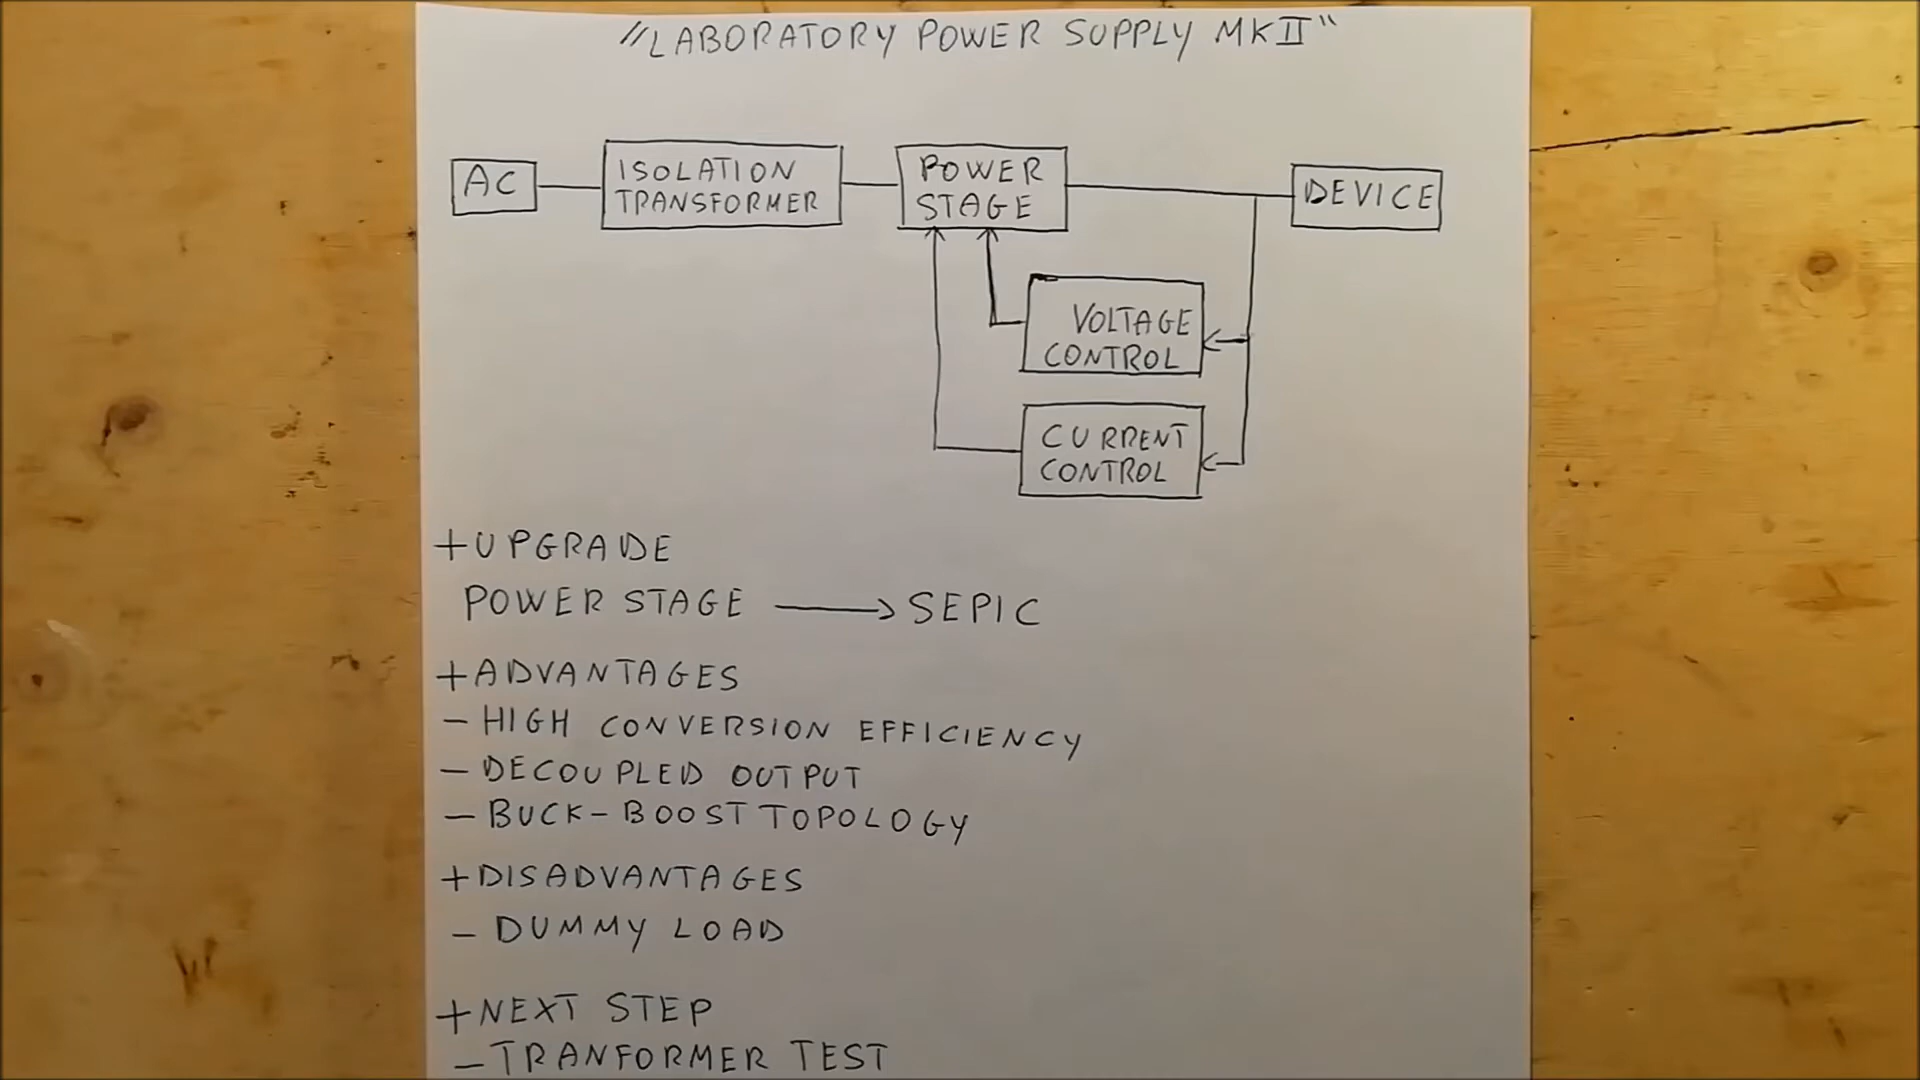 "LABORATORY POWER SUPPLY MKII"
AC
ISOLATION
TRANSFORMER
POWER
STAGE
DEVICE
VOLTAGE
CONTROL
CURRENT
CONTROL
+UPGRADE
POWER STAGE → SEPIC
+ADVANTAGES
- HIGH CONVERSION EFFICIENCY
- DECOUPLED OUTPUT
- BUCK-BOOST TOPOLOGY
+DISADVANTAGES
- DUMMY LOAD
+NEXT STEP
- TRANFORMER TEST